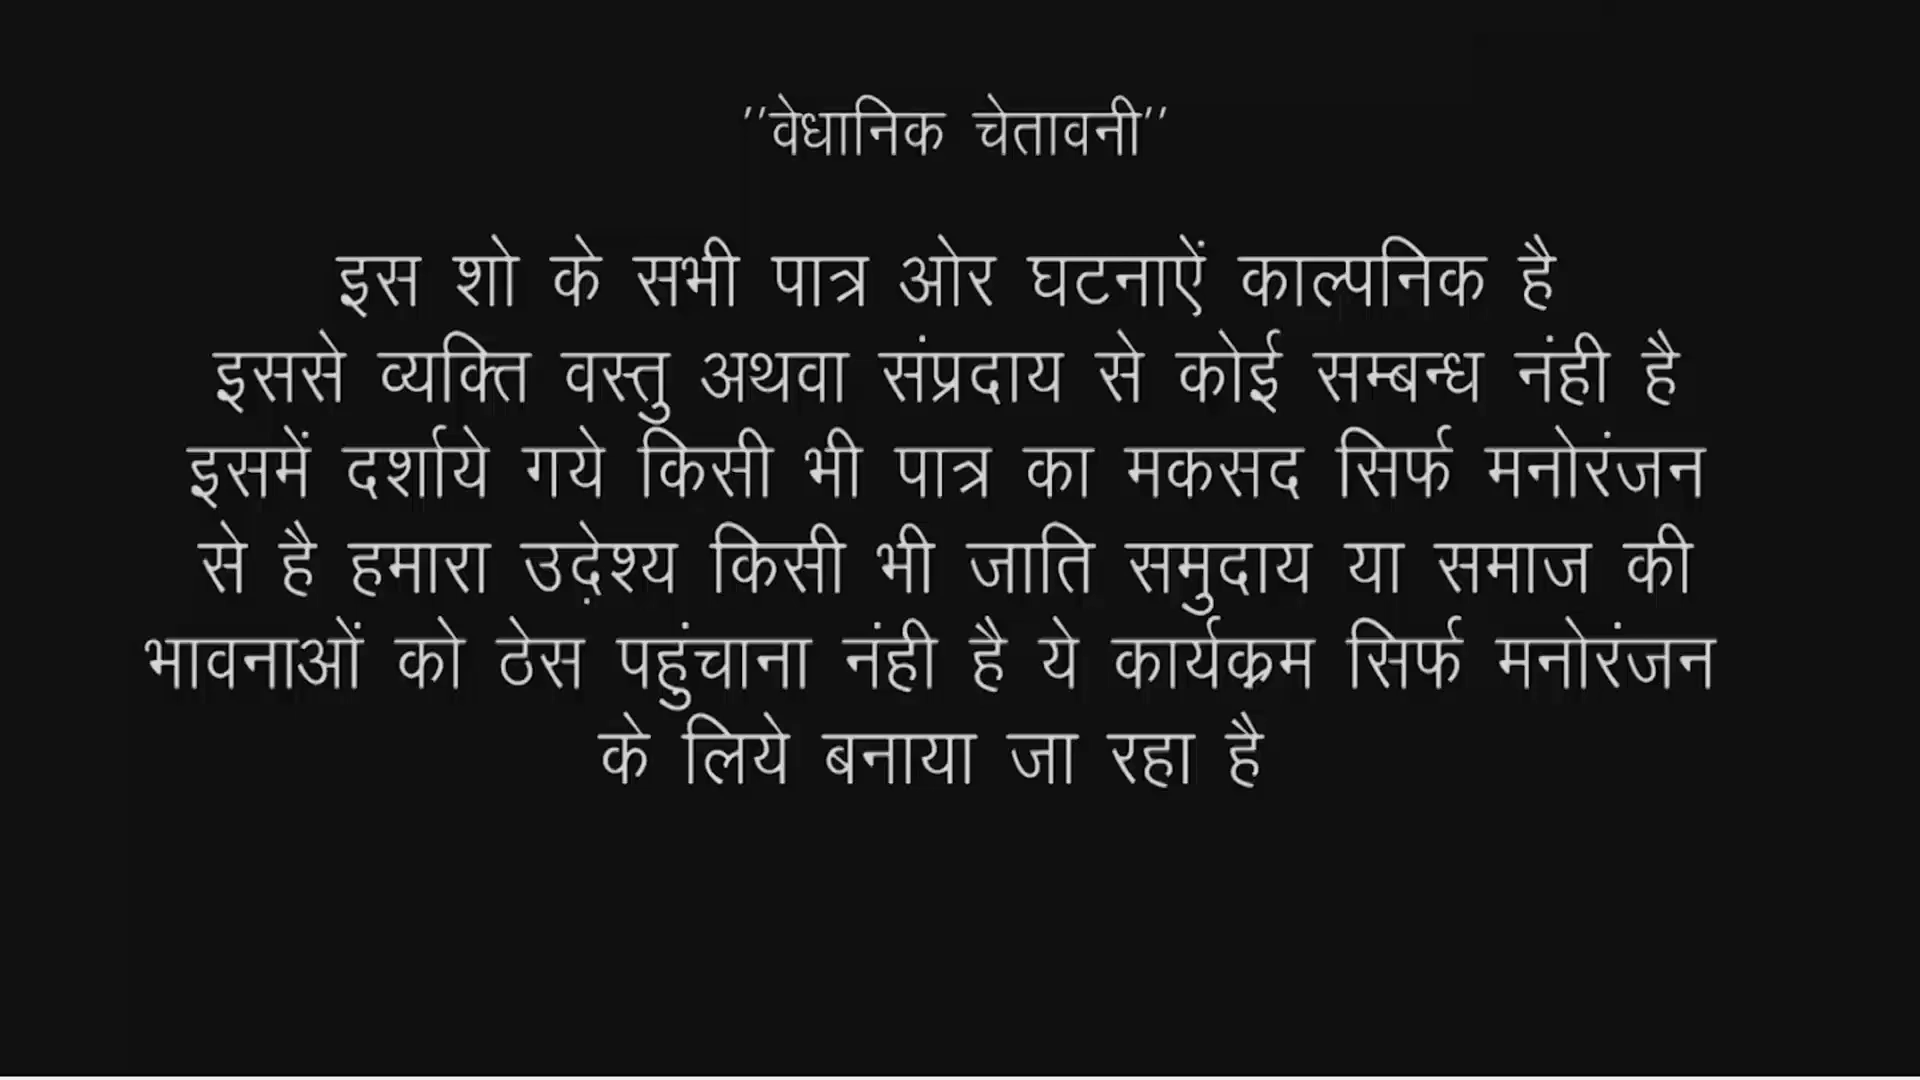 "वेधानिक चेतावनी"
इस शो के सभी पात्र ओर घटनाऐं काल्पनिक है
इससे व्यक्ति वस्तु अथवा संप्रदाय से कोई सम्बन्ध नंही है
इसमें दर्शाये गये किसी भी पात्र का मकसद सिर्फ मनोरंजन
से है हमारा उद़ेश्य किसी भी जाति समुदाय या समाज की
भावनाओं को ठेस पहुंचाना नंही है ये कार्यक्रम सिर्फ मनोरंजन
के लिये बनाया जा रहा है